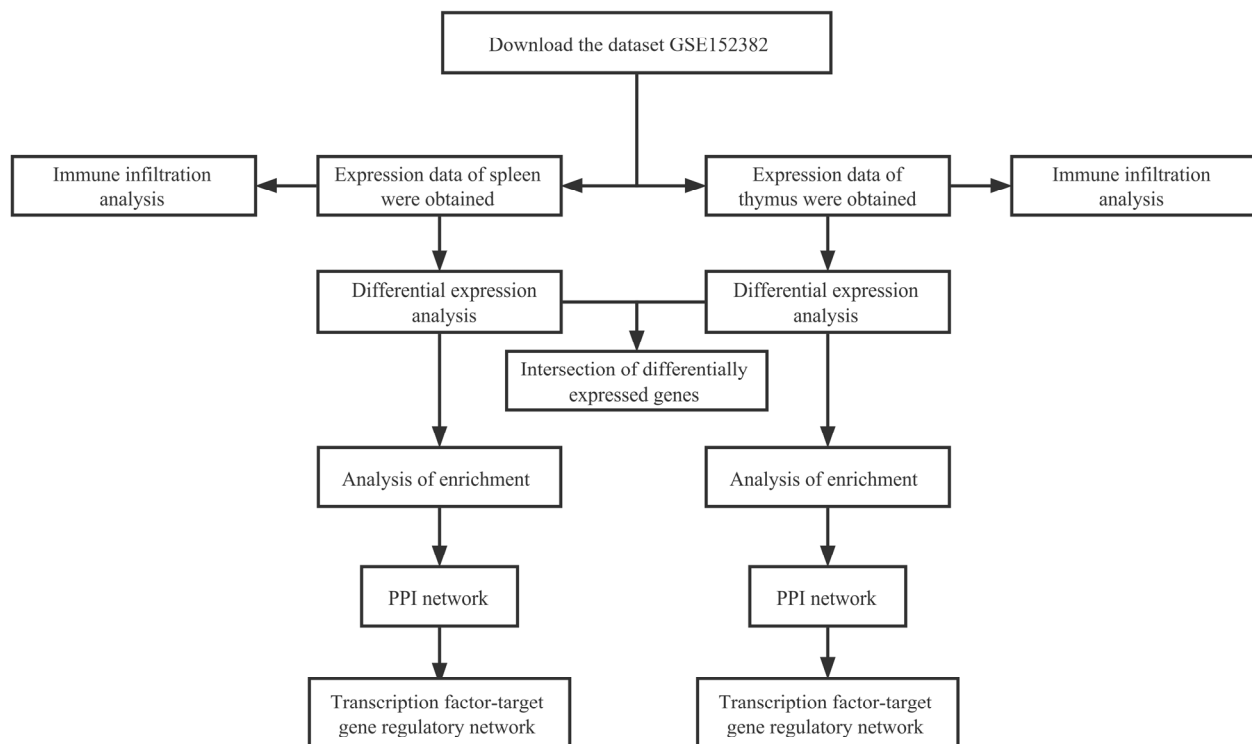 Download the dataset GSE152382
Immune infiltration
analysis
Expression data of spleen
were obtained
Expression data of
thymus were obtained
Immune infiltration
analysis
Differential expression
analysis
Differential expression
analysis
Intersection of differentially
expressed genes
Analysis of enrichment
Analysis of enrichment
PPI network
PPI network
Transcription factor-target
gene regulatory network
Transcription factor-target
gene regulatory network